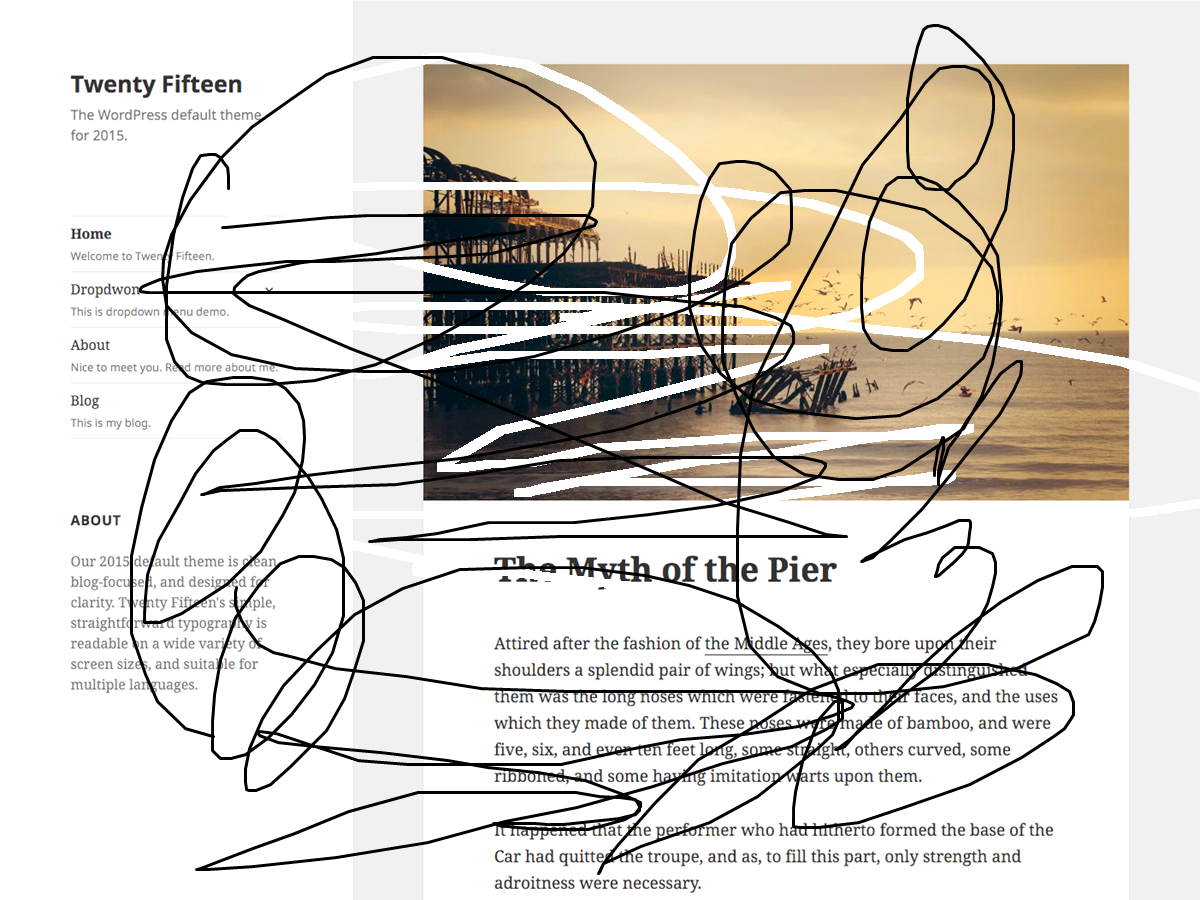 Twenty Fifteen
The WordPress default theme
for 2015.
Home
Welcome to Twenty Fifteen.
Dropdwon
This is dropdown menu demo.
About
Nice to meet you. Read more about me.
Blog
This is my blog.
ABOUT
Our 2015 default theme is clean,
blog-focused, and designed for
clarity. Twenty Fifteen's simple,
straightforward typography is
readable on a wide variety of
screen sizes, and suitable for
multiple languages.
The Myth of the Pier
Attired after the fashion of the Middle Ages, they bore upon their
shoulders a splendid pair of wings; but what especially distinguished
them was the long noses which were fastened to their faces, and the uses
which they made of them. These noses were made of bamboo, and were
five, six, and even ten feet long, some straight, others curved, some
ribboned, and some having imitation warts upon them.
It happened that the performer who had hitherto formed the base of the
Car had quitted the troupe, and as, to fill this part, only strength and
adroitness were necessary.